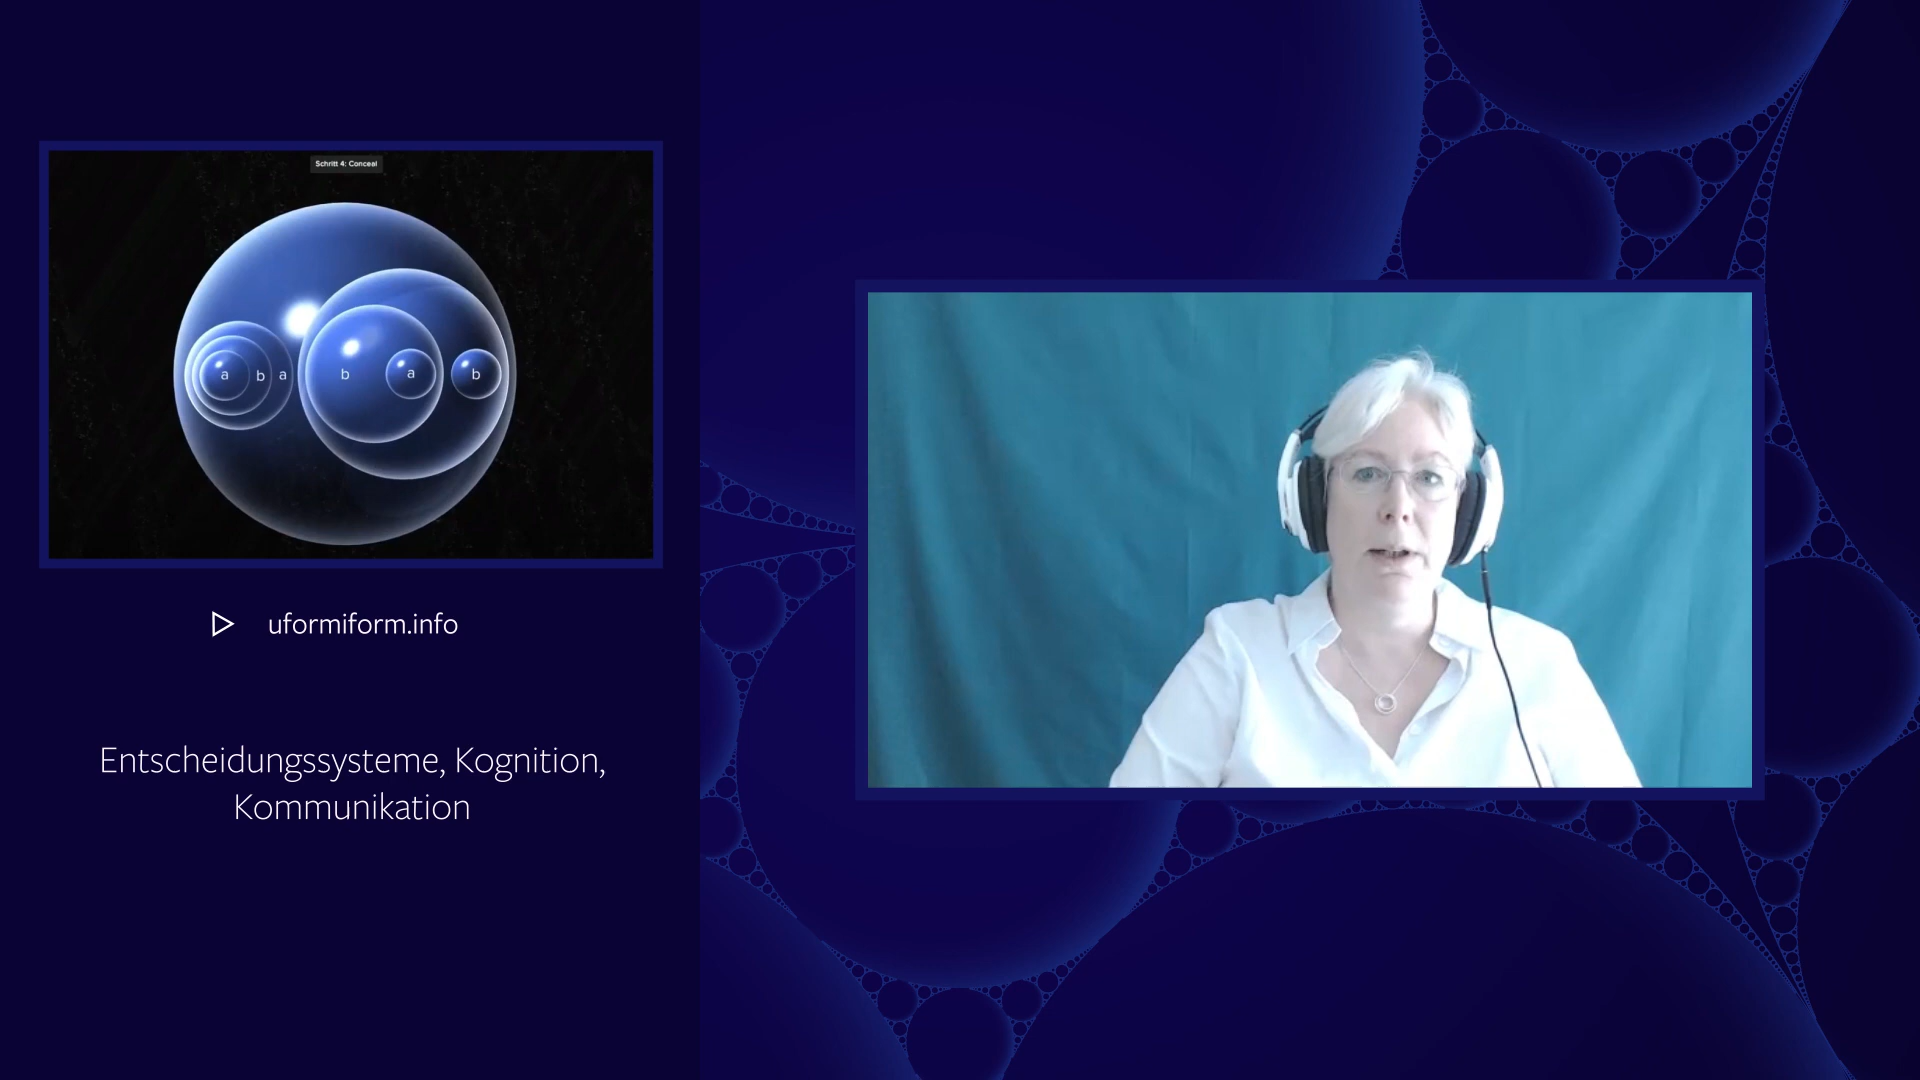 Schritt 4: Conceal
a b a b a b
uformiform.info
Entscheidungssysteme, Kognition,
Kommunikation